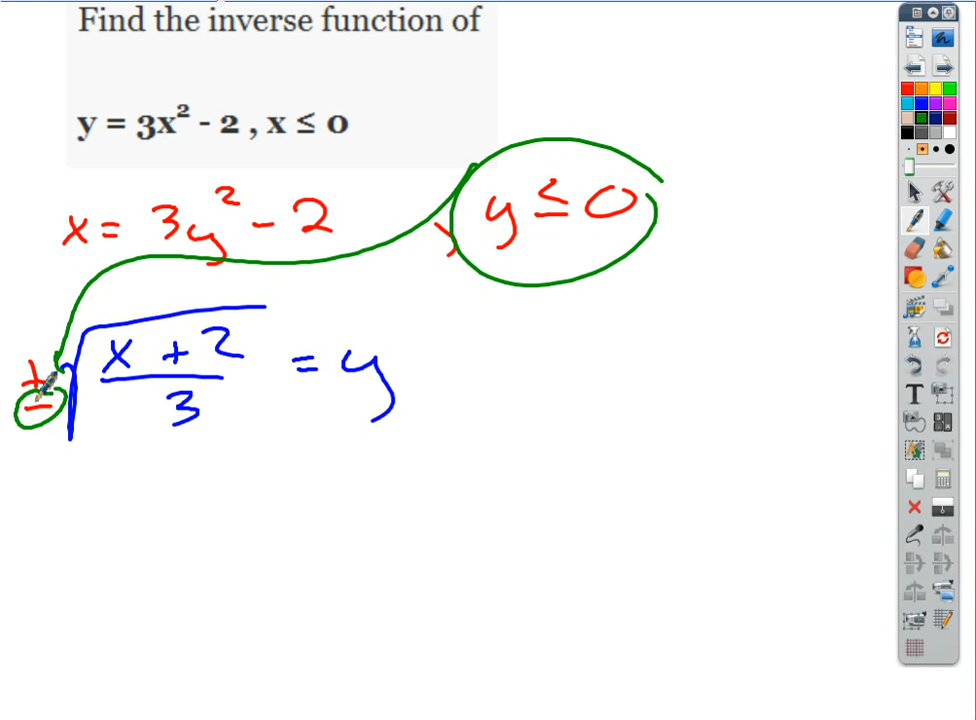 Find the inverse function of
y = 3x² - 2 , x ≤ 0
x = 3y² - 2
y ≤ 0
± √((x + 2)/3) = y
T